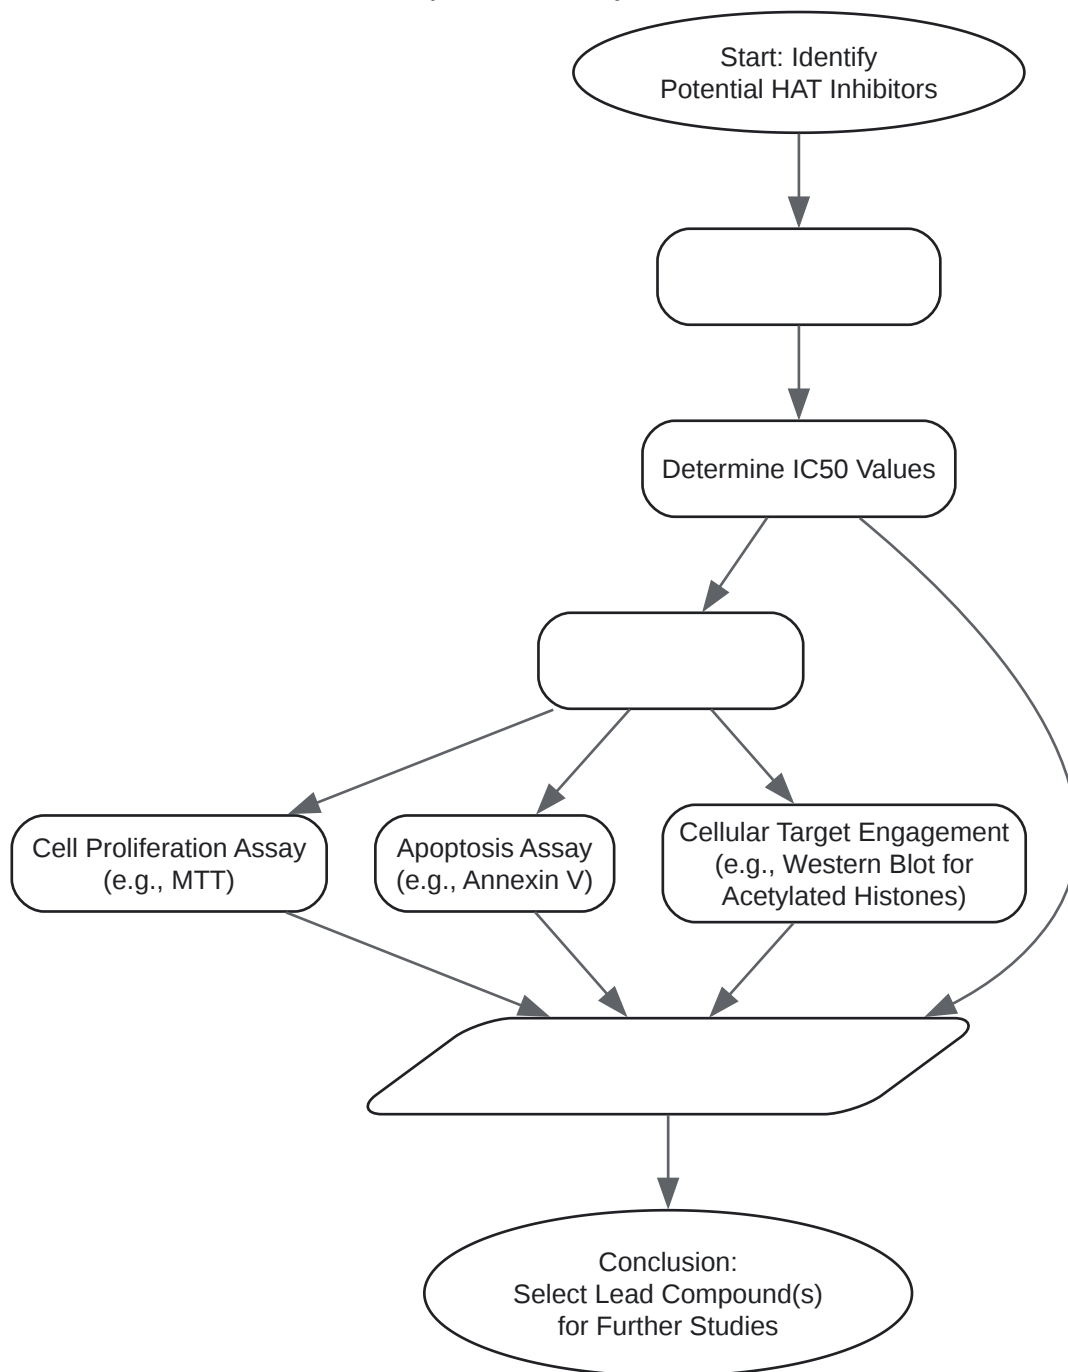 Start: Identify
Potential HAT Inhibitors
Determine IC50 Values
Cell Proliferation Assay
(e.g., MTT)
Apoptosis Assay
(e.g., Annexin V)
Cellular Target Engagement
(e.g., Western Blot for
Acetylated Histones)
Conclusion:
Select Lead Compound(s)
for Further Studies